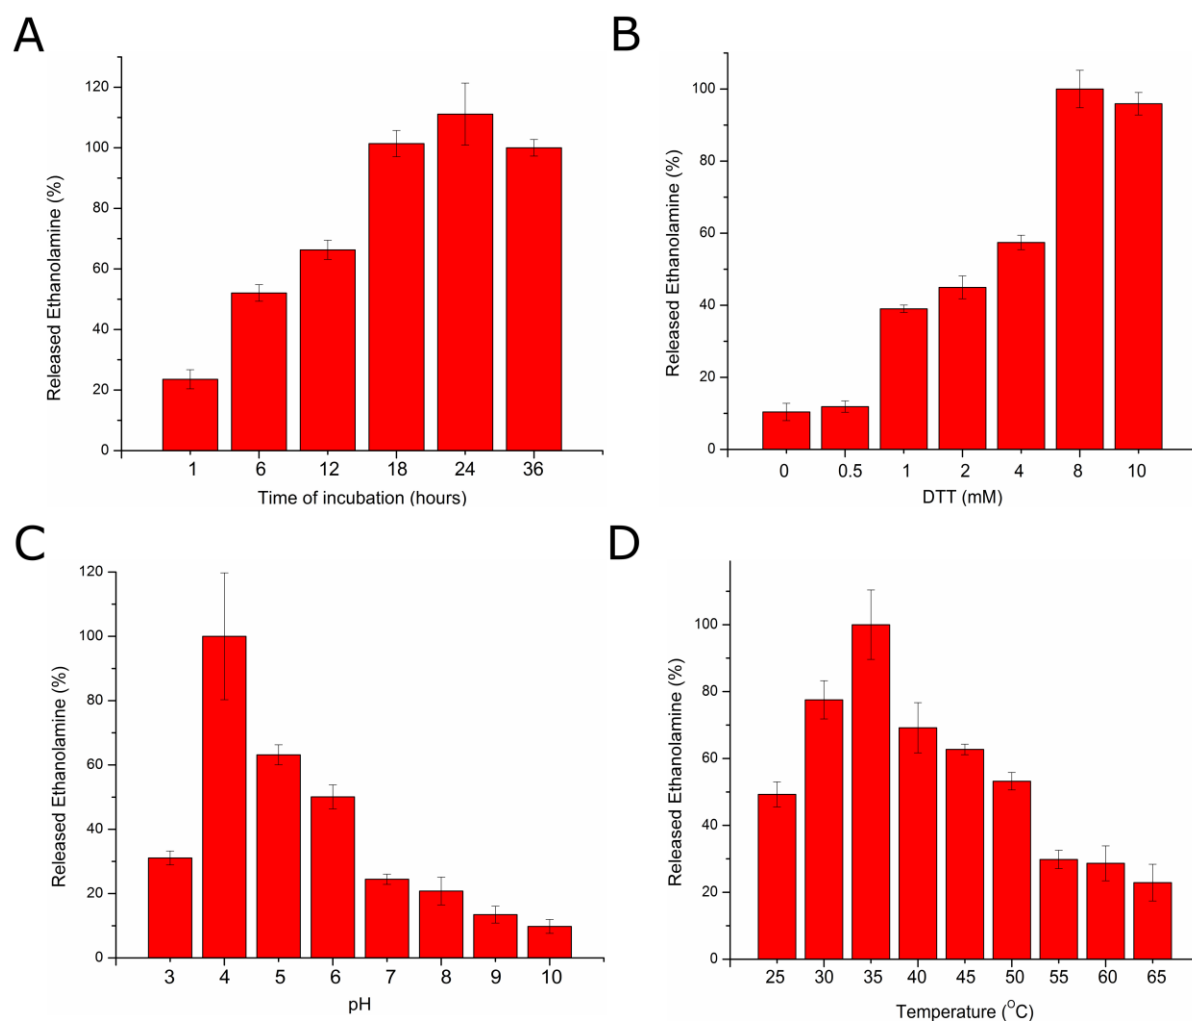 A
Released Ethanolamine (%)
120
100
80
60
40
20
0
1 6 12 18 24 36
Time of incubation (hours)
B
Released Ethanolamine (%)
100
80
60
40
20
0
0 0.5 1 2 4 8 10
DTT (mM)
C
Released Ethanolamine (%)
120
100
80
60
40
20
0
3 4 5 6 7 8 9 10
pH
D
Released Ethanolamine (%)
100
80
60
40
20
0
25 30 35 40 45 50 55 60 65
Temperature (°C)